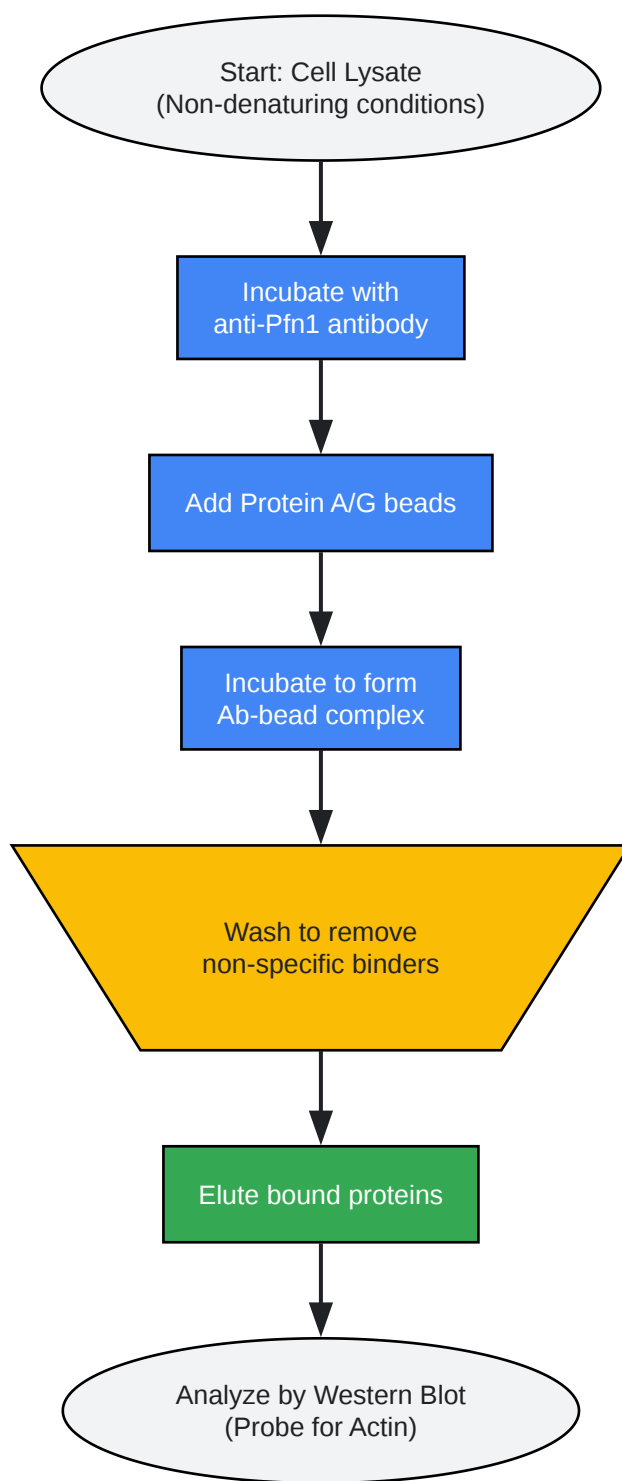 Start: Cell Lysate
(Non-denaturing conditions)
Incubate with
anti-Pfn1 antibody
Add Protein A/G beads
Incubate to form
Ab-bead complex
Wash to remove
non-specific binders
Elute bound proteins
Analyze by Western Blot
(Probe for Actin)